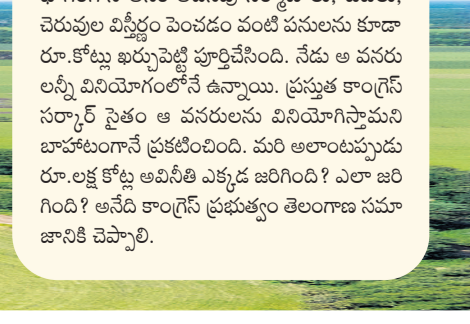 చెరువుల విస్తీర్ణం పెంచడం వంటి పనులను కూడా
రూ.కోట్లు ఖర్చుపెట్టి పూర్తిచేసింది. నేడు అ వనరు
లన్నీ వినియోగంలోనే ఉన్నాయి. ప్రస్తుత కాంగ్రెస్
సర్కార్ సైతం ఆ వనరులను వినియోగిస్తామని
బాహాటంగానే ప్రకటించింది. మరి అలాంటప్పుడు
రూ.లక్ష కోట్ల అవినీతి ఎక్కడ జరిగింది? ఎలా జరి
గింది? అనేది కాంగ్రెస్ ప్రభుత్వం తెలంగాణ సమా
జానికి చెప్పాలి.